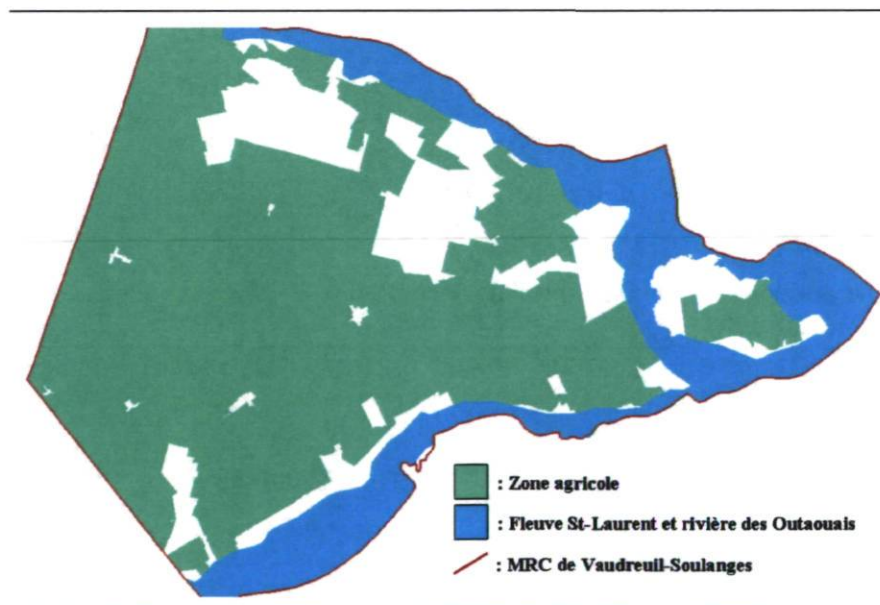 : Zone agricole
: Fleuve St-Laurent et rivière des Outaouais
: MRC de Vaudreuil-Soulanges